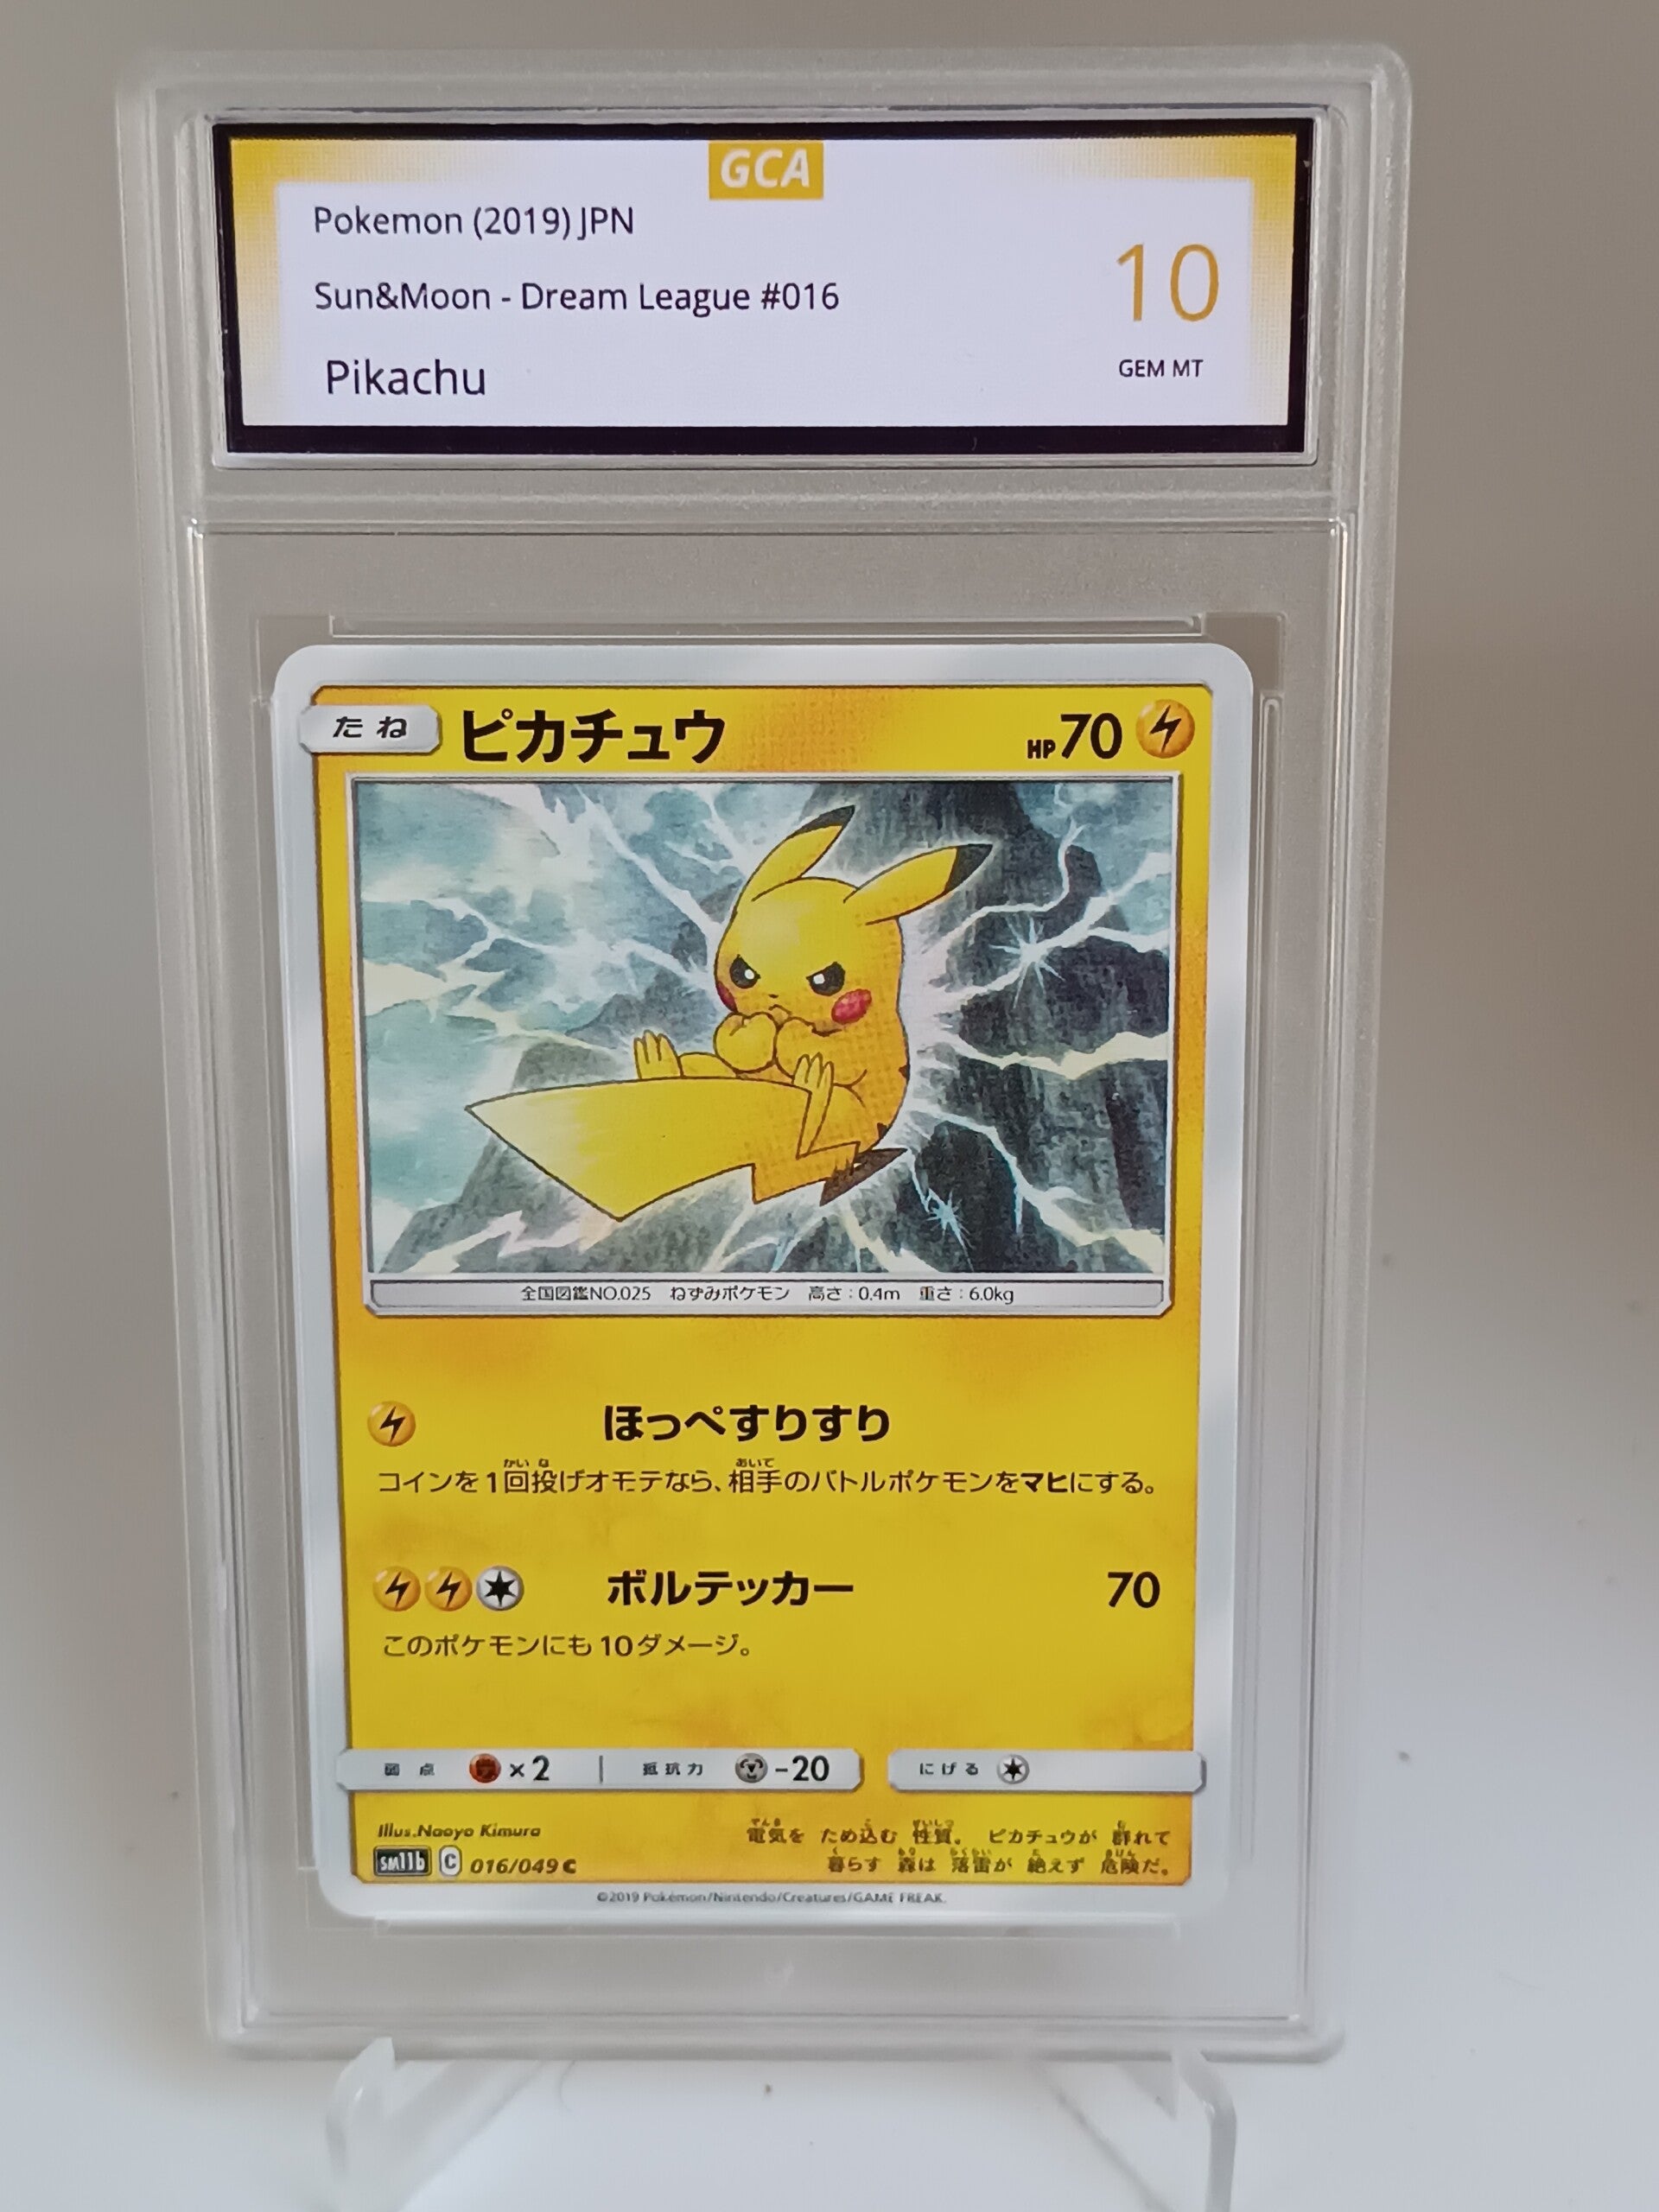 GCA
Pokemon (2019) JPN
Sun&Moon - Dream League #016
Pikachu
10
GEM MT
たね ピカチュウ HP70
全国図鑑NO.025 ねずみポケモン 高さ：0.4m 重さ：6.0kg
ほっぺすりすり
コインを1回投げオモテなら、相手のバトルポケモンをマヒにする。
ボルテッカー 70
このポケモンにも10ダメージ。
弱点 ×2 抵抗力 -20 にげる
Illus.Naoyo Kimura
sm11b C 016/049 C
電気を ため込む 性質。 ピカチュウが 群れて
暮らす 森は 落雷が 絶えず 危険だ。
©2019 Pokémon/Nintendo/Creatures/GAME FREAK.